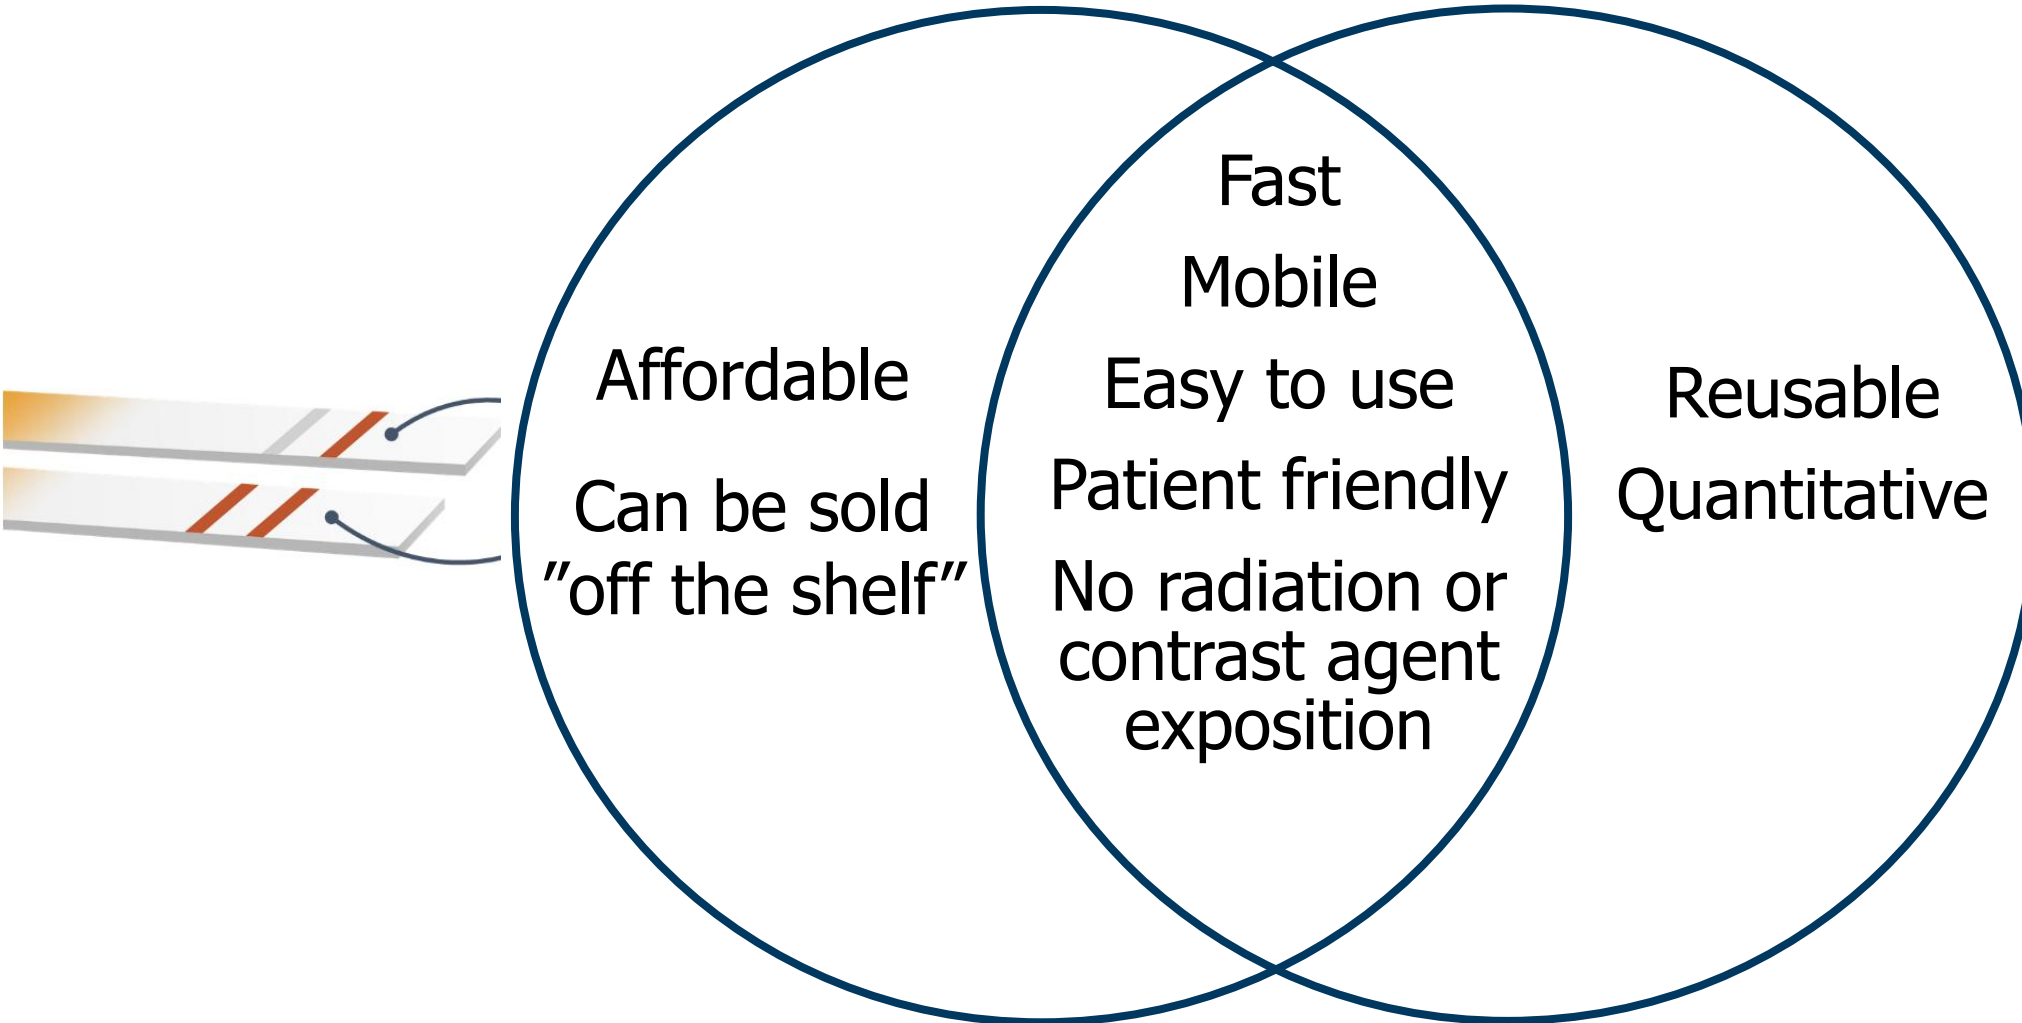 Affordable
Can be sold
”off the shelf”
Fast
Mobile
Easy to use
Patient friendly
No radiation or
contrast agent
exposition
Reusable
Quantitative